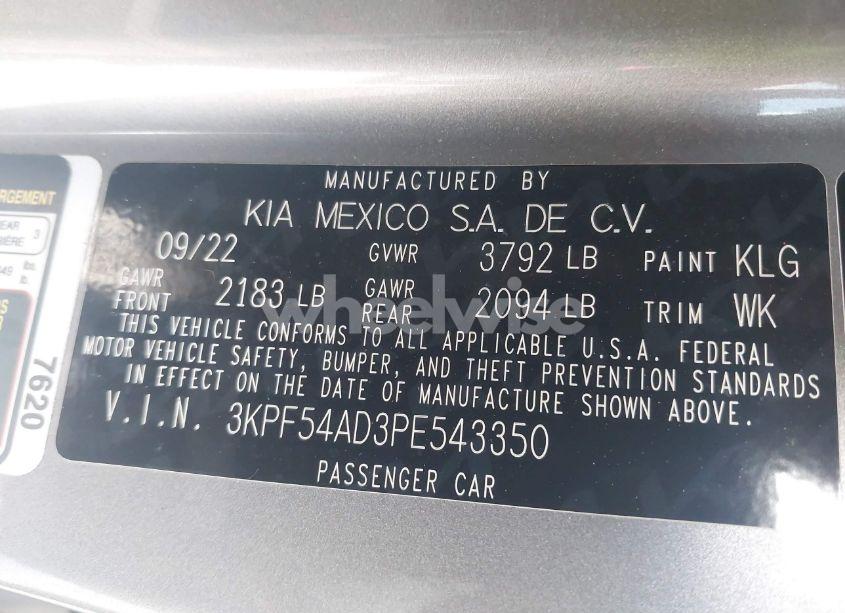 MANUFACTURED BY
KIA MEXICO S.A. DE C.V.
09/22 GVWR 3792 LB PAINT KLG
GAWR FRONT 2183 LB GAWR REAR 2094 LB TRIM WK
THIS VEHICLE CONFORMS TO ALL APPLICABLE U.S.A. FEDERAL
MOTOR VEHICLE SAFETY, BUMPER, AND THEFT PREVENTION STANDARDS
IN EFFECT ON THE DATE OF MANUFACTURE SHOWN ABOVE.
V.I.N. 3KPF54AD3PE543350
PASSENGER CAR
wheelwise
7620